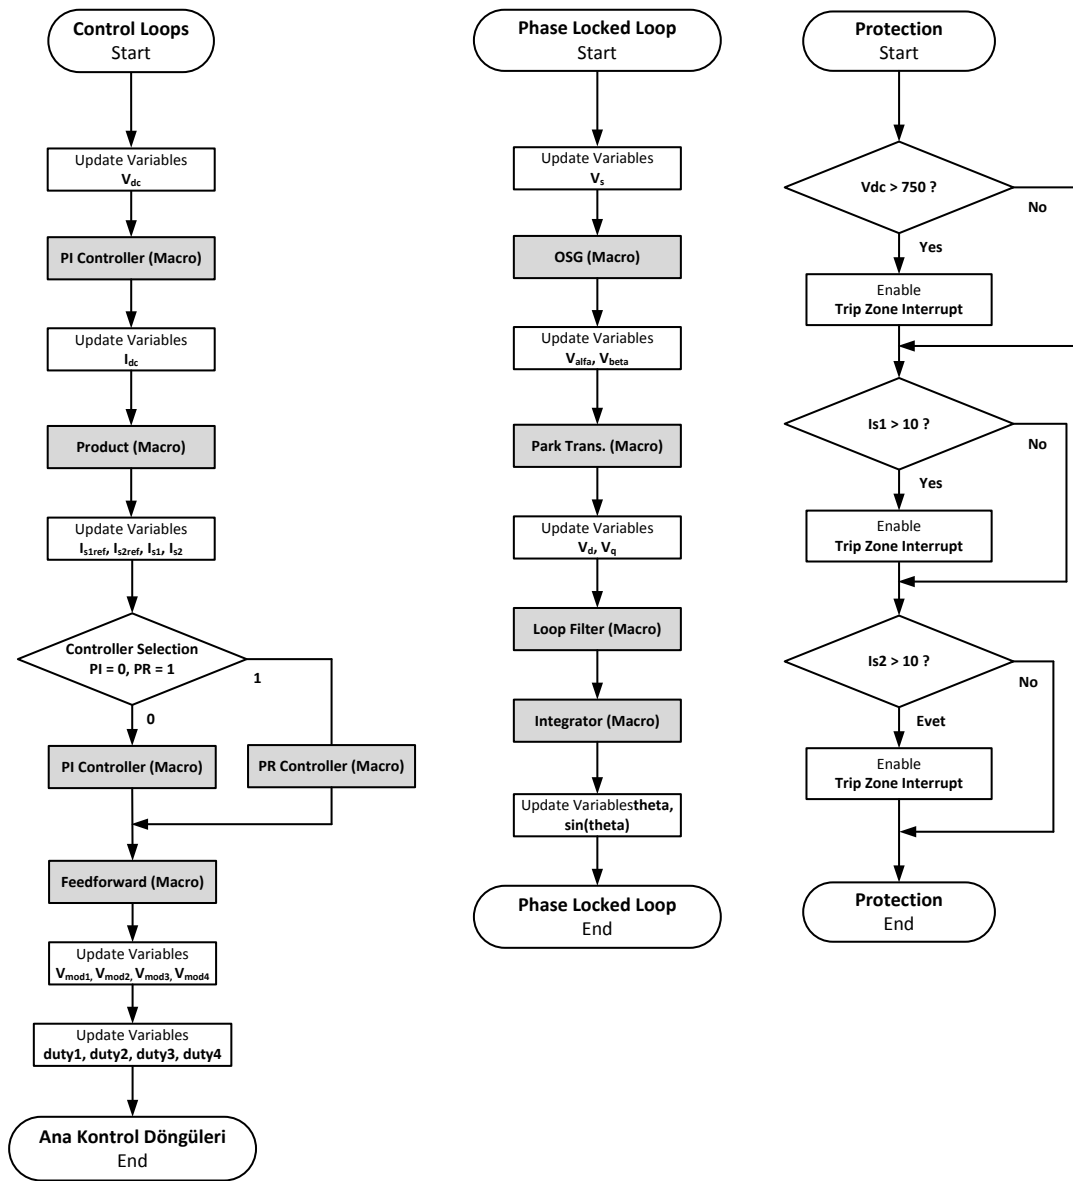 Control Loops
Start
Update Variables
Vdc
PI Controller (Macro)
Update Variables
Idc
Product (Macro)
Update Variables
Is1ref, Is2ref, Is1, Is2
Controller Selection
PI = 0, PR = 1
1
0
PI Controller (Macro)
PR Controller (Macro)
Feedforward (Macro)
Update Variables
Vmod1, Vmod2, Vmod3, Vmod4
Update Variables
duty1, duty2, duty3, duty4
Ana Kontrol Döngüleri
End
Phase Locked Loop
Start
Update Variables
Vs
OSG (Macro)
Update Variables
Valfa, Vbeta
Park Trans. (Macro)
Update Variables
Vd, Vq
Loop Filter (Macro)
Integrator (Macro)
Update Variablestheta,
sin(theta)
Phase Locked Loop
End
Protection
Start
Vdc > 750 ?
No
Yes
Enable
Trip Zone Interrupt
Is1 > 10 ?
No
Yes
Enable
Trip Zone Interrupt
Is2 > 10 ?
No
Evet
Enable
Trip Zone Interrupt
Protection
End